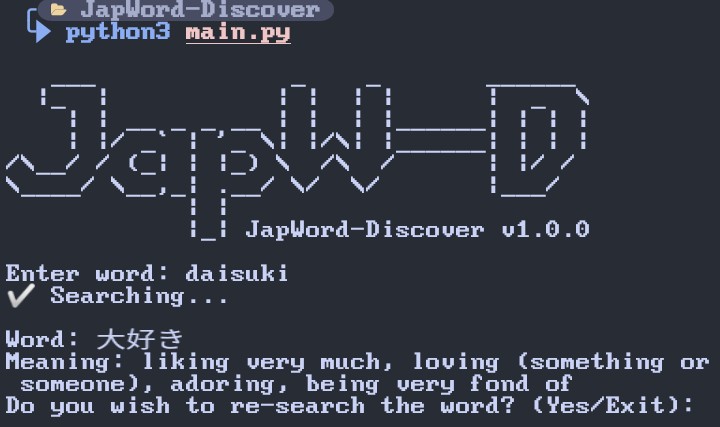 JapWord-Discover
python3 main.py
JapW-D
JapWord-Discover v1.0.0
Enter word: daisuki
✔ Searching...
Word: 大好き
Meaning: liking very much, loving (something or
someone), adoring, being very fond of
Do you wish to re-search the word? (Yes/Exit):